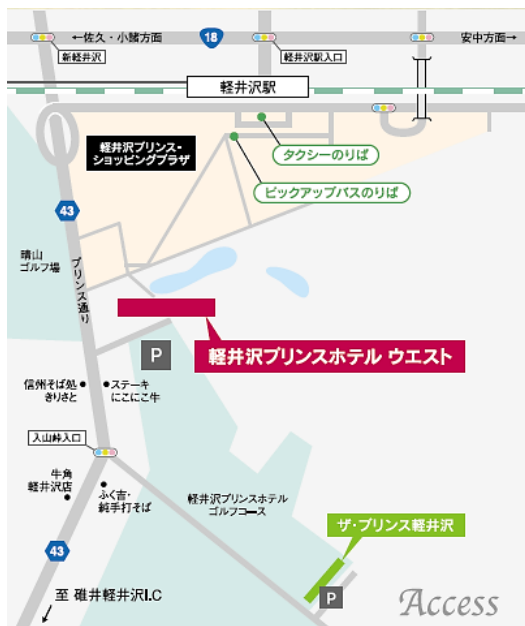 ←佐久・小諸方面
18
安中方面→
新軽井沢
軽井沢駅入口
軽井沢駅
軽井沢プリンス・
ショッピングプラザ
タクシーのりば
ピックアップバスのりば
43
晴山
ゴルフ場
プリンス通り
P
軽井沢プリンスホテル ウエスト
信州そば処
きりさと
ステーキ
にこにこ牛
入山峠入口
牛角
軽井沢店
ふく吉・
純手打そば
軽井沢プリンスホテル
ゴルフコース
ザ・プリンス軽井沢
43
P
至 碓井軽井沢I.C
Access